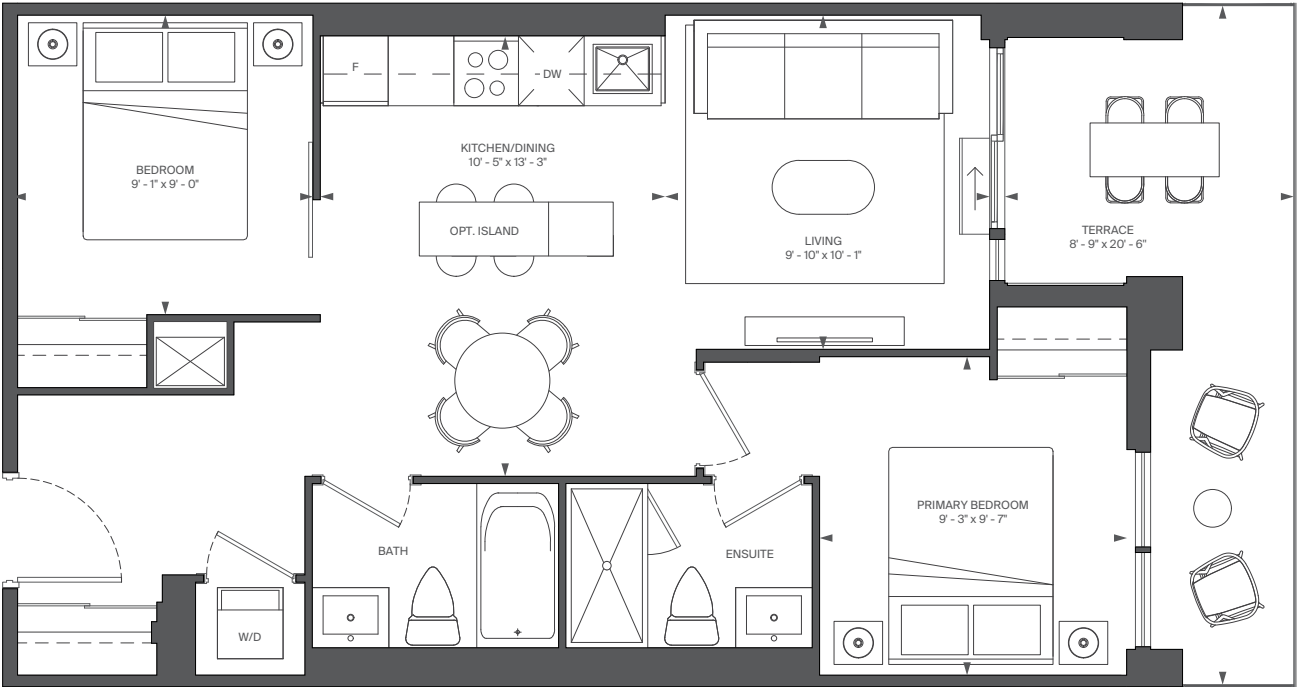 BEDROOM
9' - 1" x 9' - 0"
F
DW
KITCHEN/DINING
10' - 5" x 13' - 3"
OPT. ISLAND
LIVING
9' - 10" x 10' - 1"
TERRACE
8' - 9" x 20' - 6"
BATH
ENSUITE
PRIMARY BEDROOM
9' - 3" x 9' - 7"
W/D